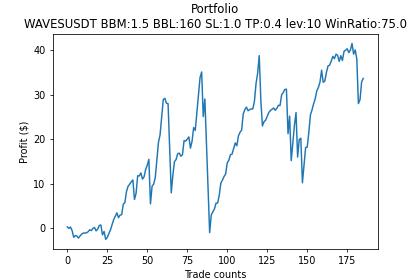 Portfolio
WAVESUSDT BBM:1.5 BBL:160 SL:1.0 TP:0.4 lev:10 WinRatio:75.0
40
30
20
10
0
Profit ($)
0 25 50 75 100 125 150 175
Trade counts